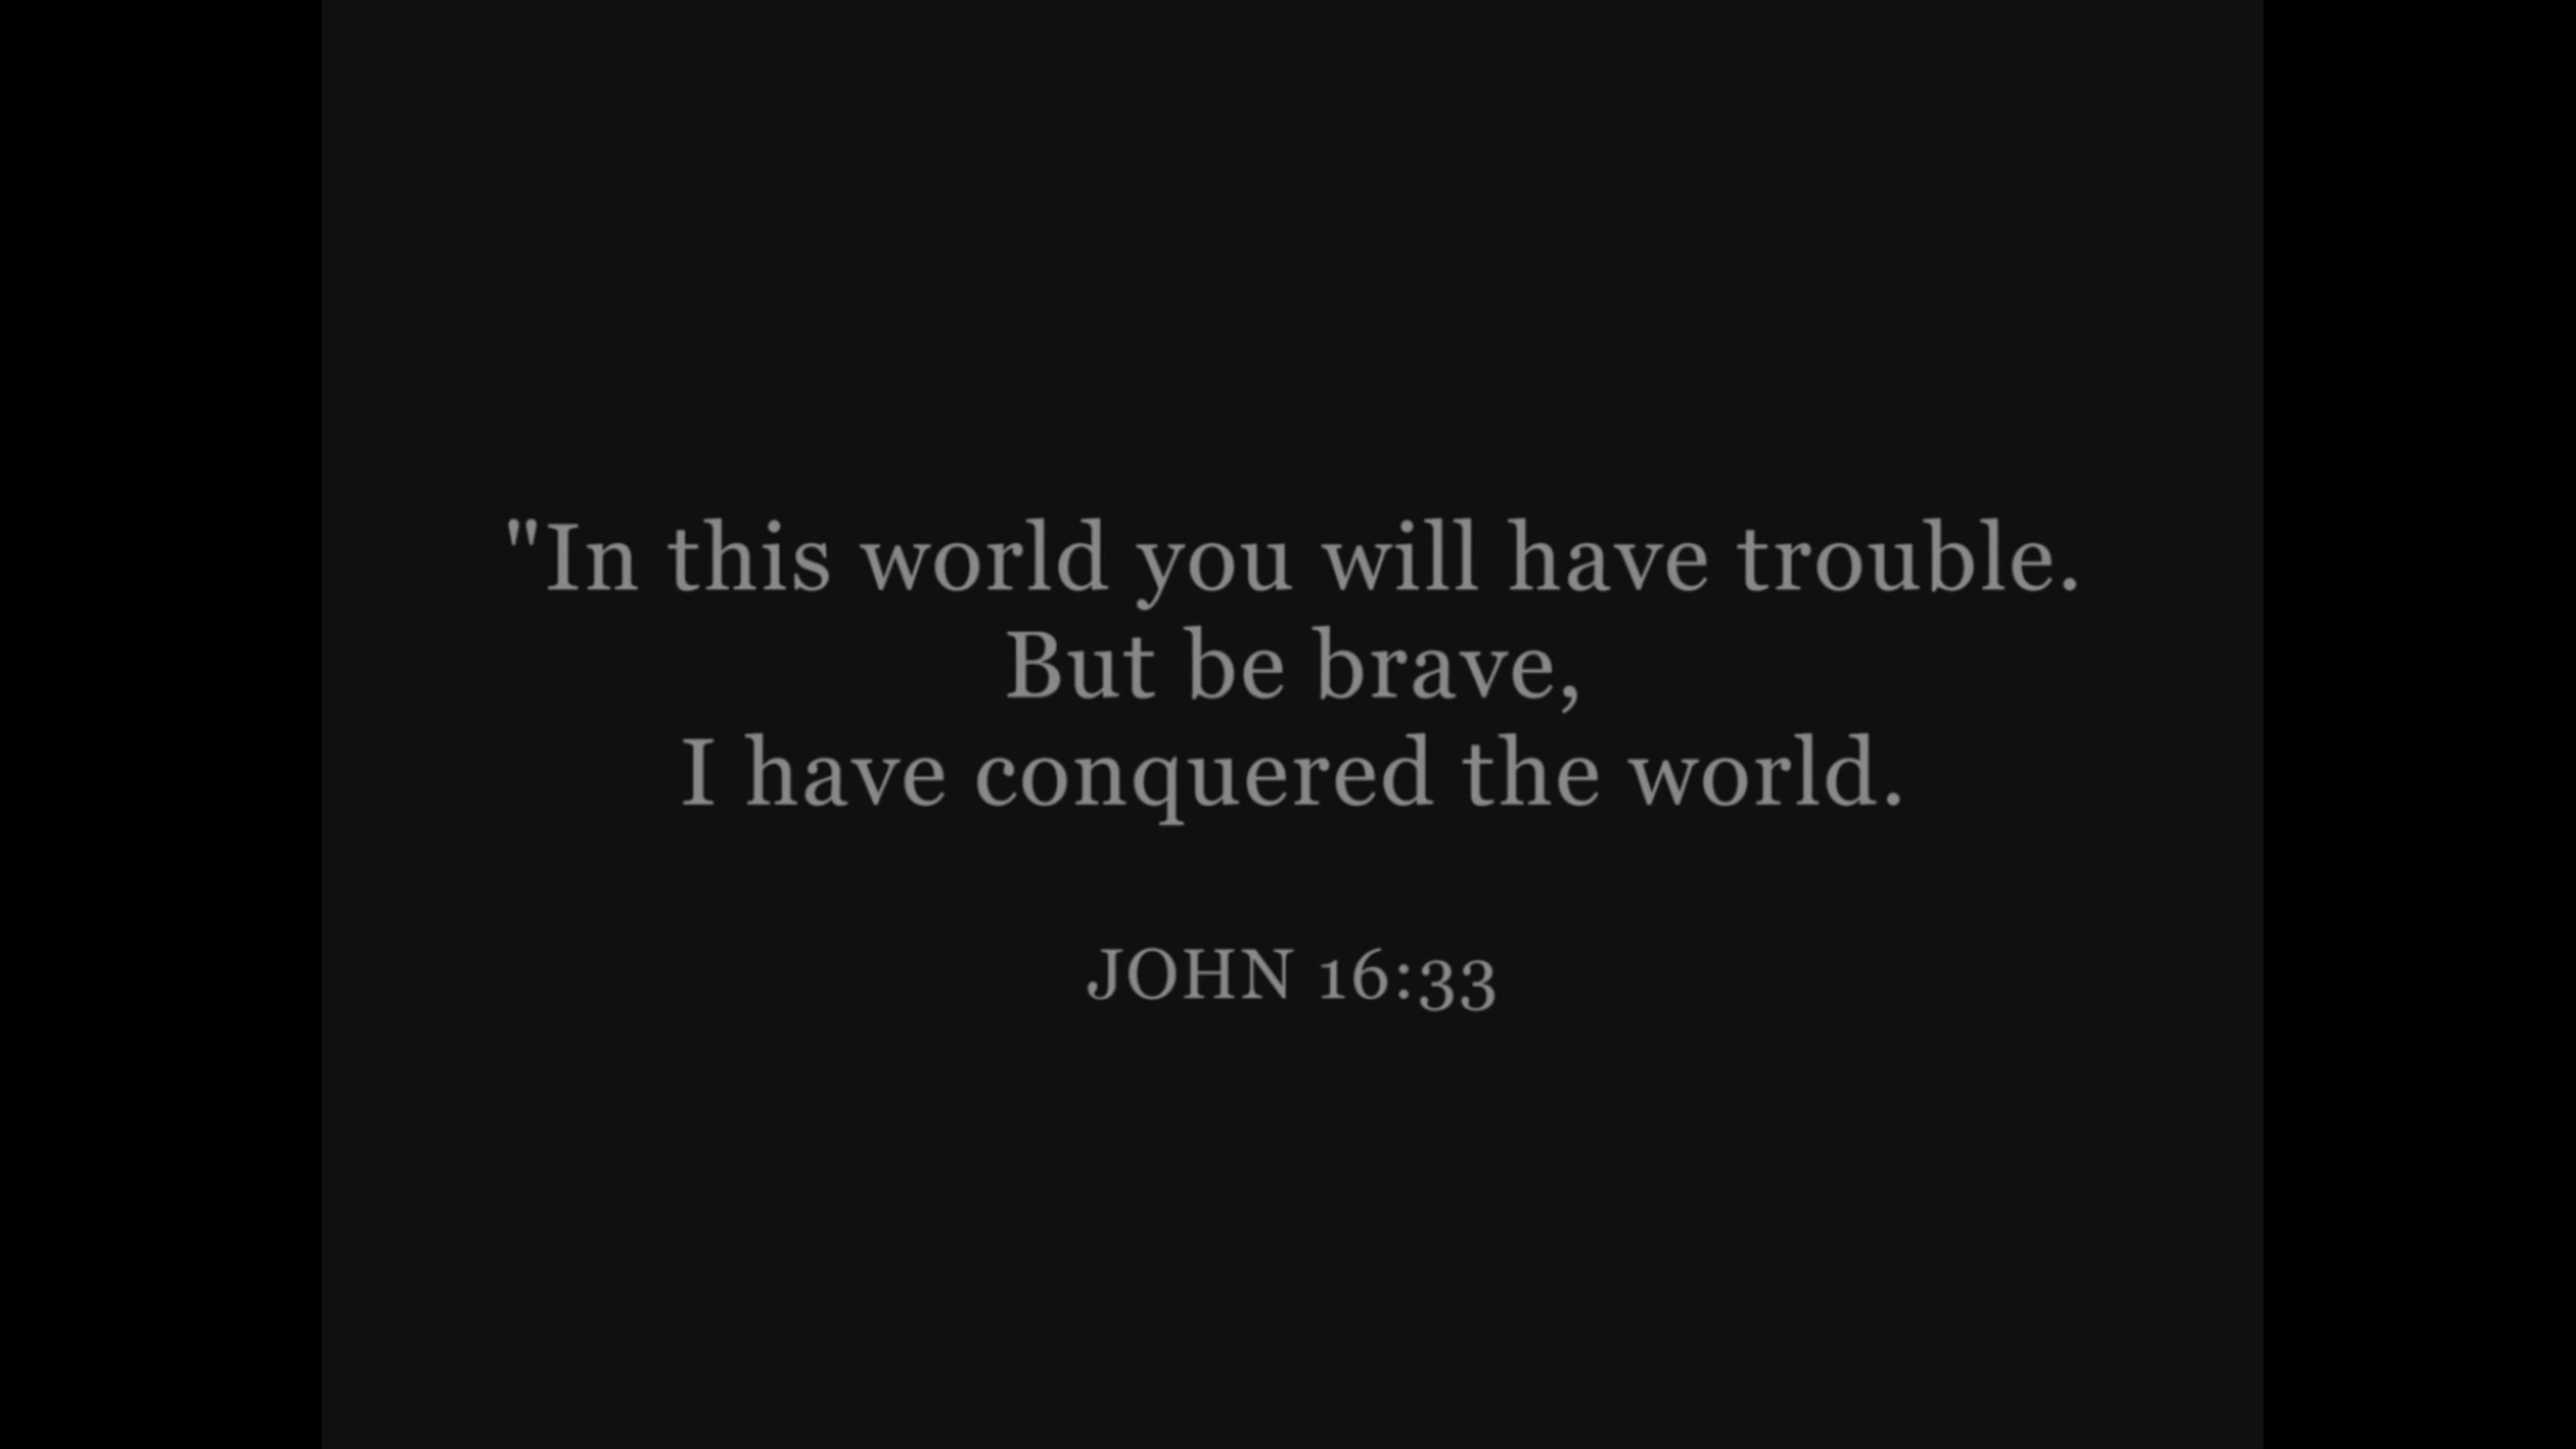 "In this world you will have trouble.
But be brave,
I have conquered the world.
JOHN 16:33